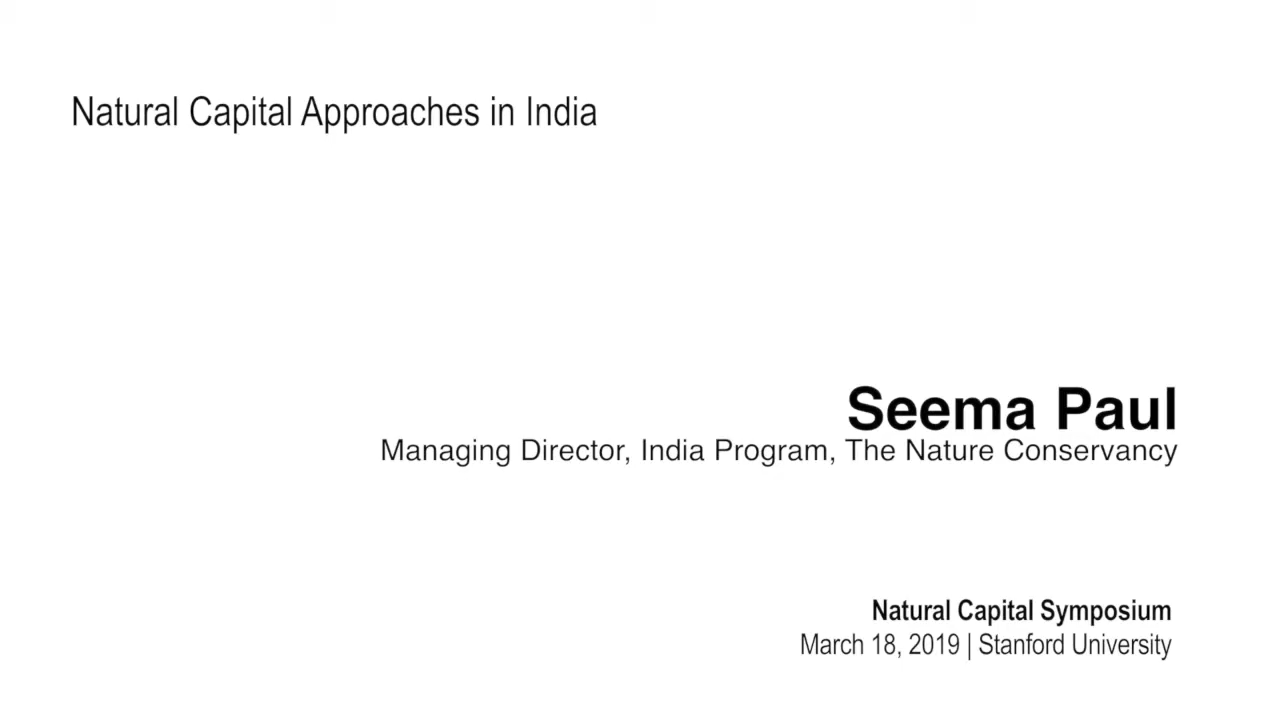 Natural Capital Approaches in India
Seema Paul
Managing Director, India Program, The Nature Conservancy
Natural Capital Symposium
March 18, 2019 | Stanford University